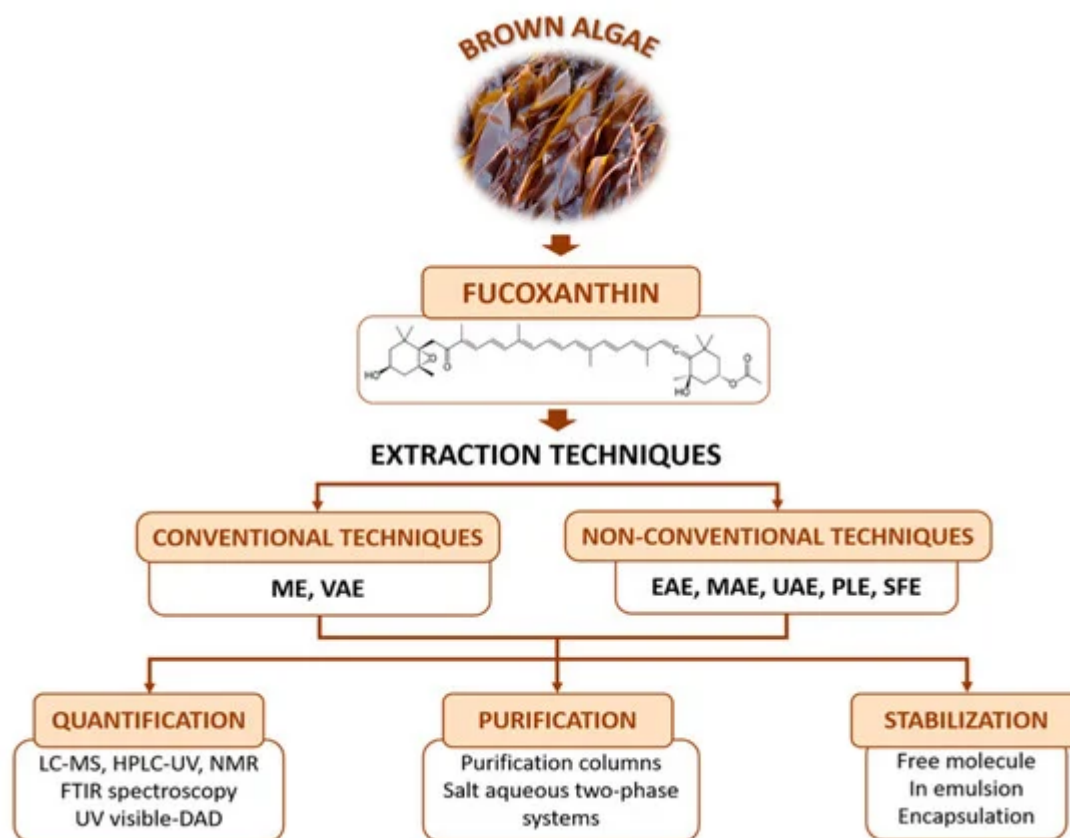 BROWN ALGAE
FUCOXANTHIN
HO
O
O
C
HO
O
O
EXTRACTION TECHNIQUES
CONVENTIONAL TECHNIQUES
ME, VAE
NON-CONVENTIONAL TECHNIQUES
EAE, MAE, UAE, PLE, SFE
QUANTIFICATION
LC-MS, HPLC-UV, NMR
FTIR spectroscopy
UV visible-DAD
PURIFICATION
Purification columns
Salt aqueous two-phase
systems
STABILIZATION
Free molecule
In emulsion
Encapsulation